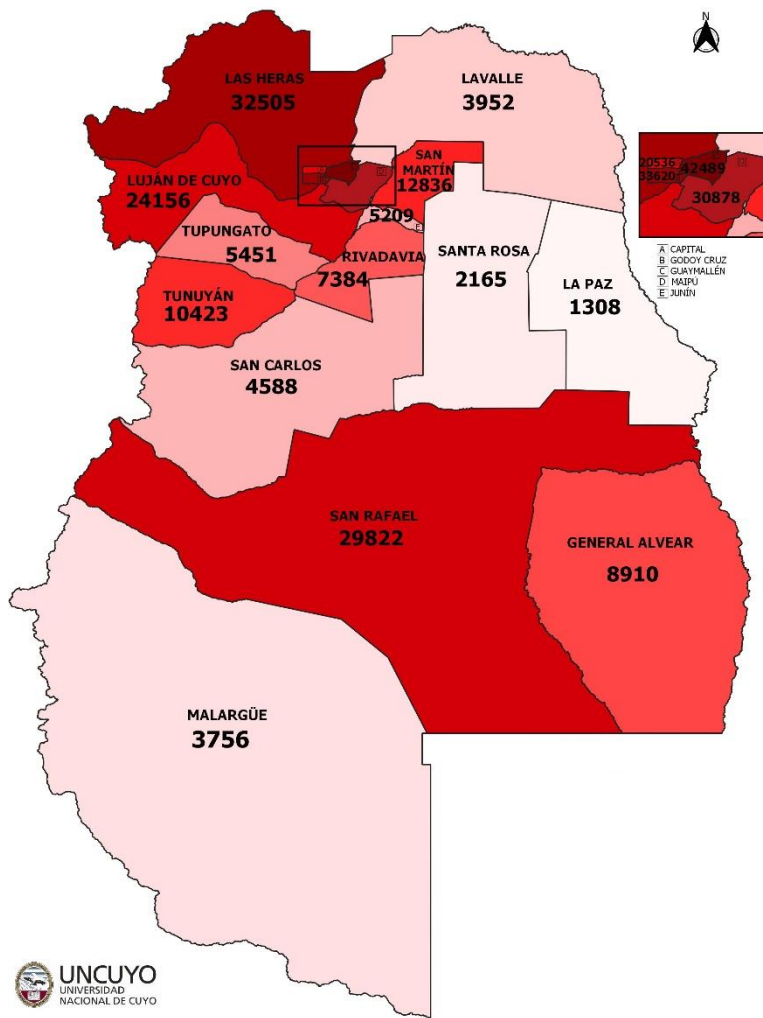 N
LAS HERAS
32505
LAVALLE
3952
SAN
MARTÍN
12836
LUJÁN DE CUYO
24156
20536
33620
42489
30878
5209
TUPUNGATO
5451
RIVADAVIA
7384
SANTA ROSA
2165
LA PAZ
1308
A CAPITAL
B GODOY CRUZ
C GUAYMALLÉN
D MAIPÚ
E JUNÍN
TUNUYÁN
10423
SAN CARLOS
4588
SAN RAFAEL
29822
GENERAL ALVEAR
8910
MALARGÜE
3756
UNCUYO
UNIVERSIDAD
NACIONAL DE CUYO